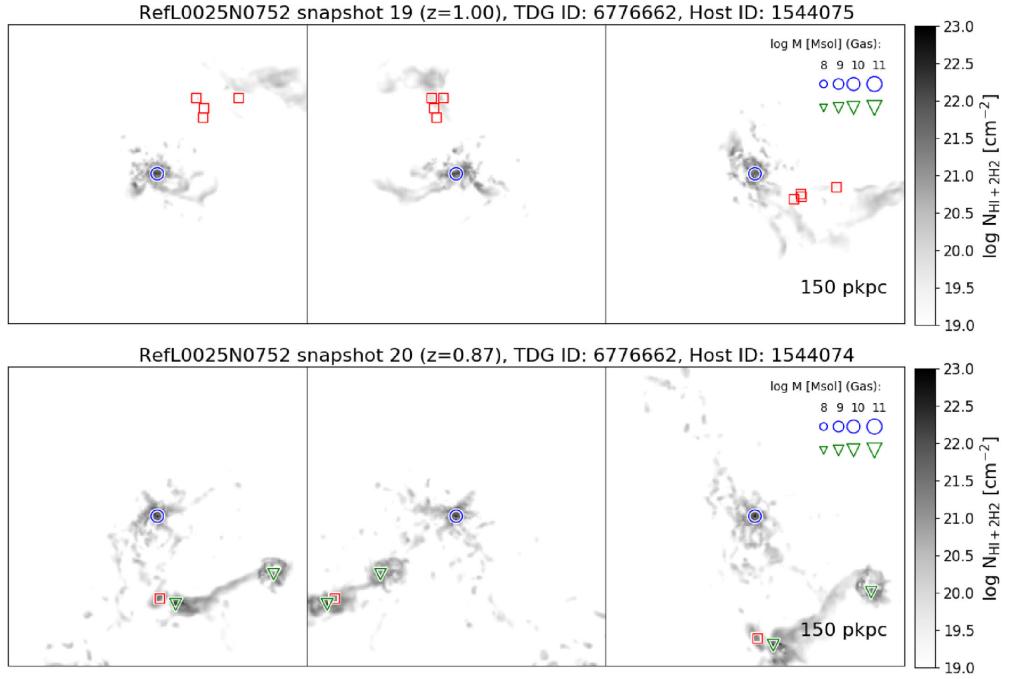 RefL0025N0752 snapshot 19 (z=1.00), TDG ID: 6776662, Host ID: 1544075
log M [Msol] (Gas):
8 9 10 11
150 pkpc
23.0
22.5
22.0
21.5
21.0
20.5
20.0
19.5
19.0
log N_HI+2H2 [cm⁻²]
RefL0025N0752 snapshot 20 (z=0.87), TDG ID: 6776662, Host ID: 1544074
log M [Msol] (Gas):
8 9 10 11
150 pkpc
23.0
22.5
22.0
21.5
21.0
20.5
20.0
19.5
19.0
log N_HI+2H2 [cm⁻²]